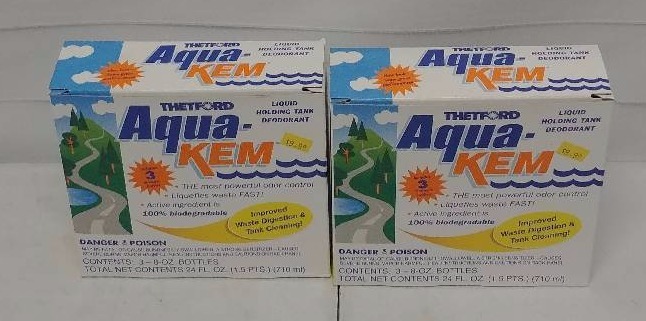 THETFORD
Aqua-
KEM
LIQUID
HOLDING TANK
DEODORANT
THETFORD
Aqua-
KEM
LIQUID
HOLDING TANK
DEODORANT
3
• THE most powerful odor control
• Liquefies waste FAST!
• Active ingredient is
100% biodegradable
Improved
Waste Digestion &
Tank Cleaning!
DANGER POISON
CONTENTS: 3-8-OZ. BOTTLES
TOTAL NET CONTENTS 24 FL. OZ. (1.5 PTS.) (710 ml)
THETFORD
Aqua-
KEM
LIQUID
HOLDING TANK
DEODORANT
THETFORD
Aqua-
KEM
LIQUID
HOLDING TANK
DEODORANT
3
• THE most powerful odor control
• Liquefies waste FAST!
• Active ingredient is
100% biodegradable
Improved
Waste Digestion &
Tank Cleaning!
DANGER POISON
CONTENTS: 3-8-OZ. BOTTLES
TOTAL NET CONTENTS 24 FL. OZ. (1.5 PTS.) (710 ml)